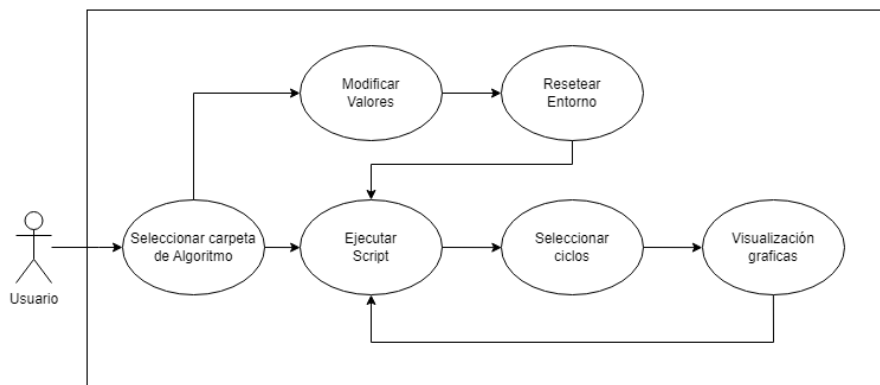 Modificar
Valores
Resetear
Entorno
Seleccionar carpeta
de Algoritmo
Ejecutar
Script
Seleccionar
ciclos
Visualización
graficas
Usuario